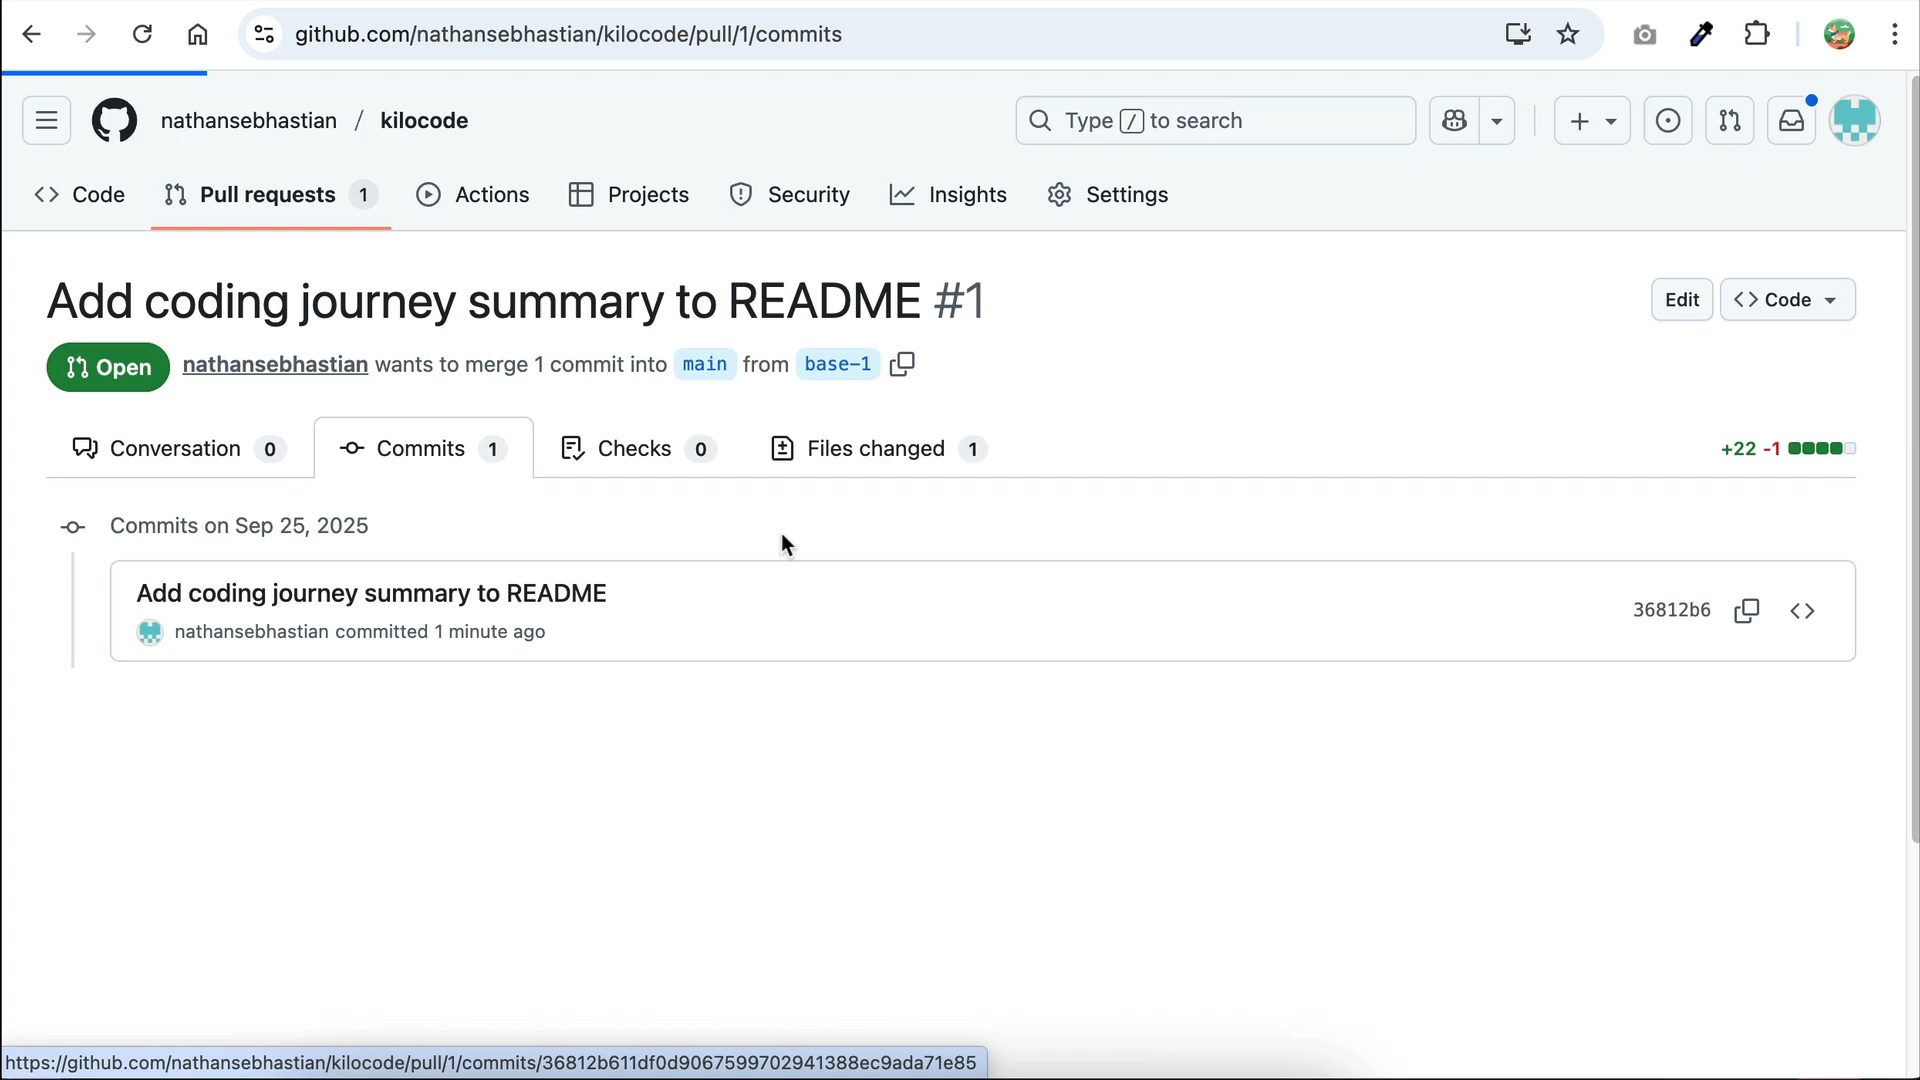 github.com/nathansebhastian/kilocode/pull/1/commits
nathansebhastian / kilocode
Type / to search
Code
Pull requests 1
Actions
Projects
Security
Insights
Settings
Add coding journey summary to README #1
Edit
Code
Open
nathansebhastian wants to merge 1 commit into main from base-1
Conversation 0
Commits 1
Checks 0
Files changed 1
+22 -1
Commits on Sep 25, 2025
Add coding journey summary to README
nathansebhastian committed 1 minute ago
36812b6
https://github.com/nathansebhastian/kilocode/pull/1/commits/36812b611df0d9067599702941388ec9ada71e85